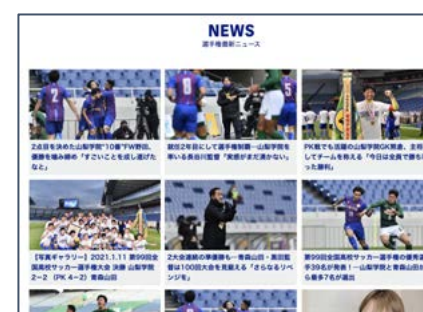 NEWS
選手権最新ニュース
2点目を決めた山梨学院"10番"FW野田、
優勝を噛み締め「すごいことを成し遂げた
なと」
就任2年目にして選手権制覇…山梨学院を
率いる長谷川監督「実感がまだ湧かない」
PK戦でも活躍の山梨学院GK熊倉、主将
してチームを称える「今日は全員で勝ち
った勝利」
【写真ギャラリー】2021.1.11 第99回全
国高校サッカー選手権大会 決勝 山梨学院
2-2 (PK 4-2) 青森山田
2大会連続の準優勝も…青森山田・黒田監
督は100回大会を見据える「さらなるリベ
ンジを」
第99回全国高校サッカー選手権の優秀選
手39名が発表!…山梨学院と青森山田か
ら最多7名が選出